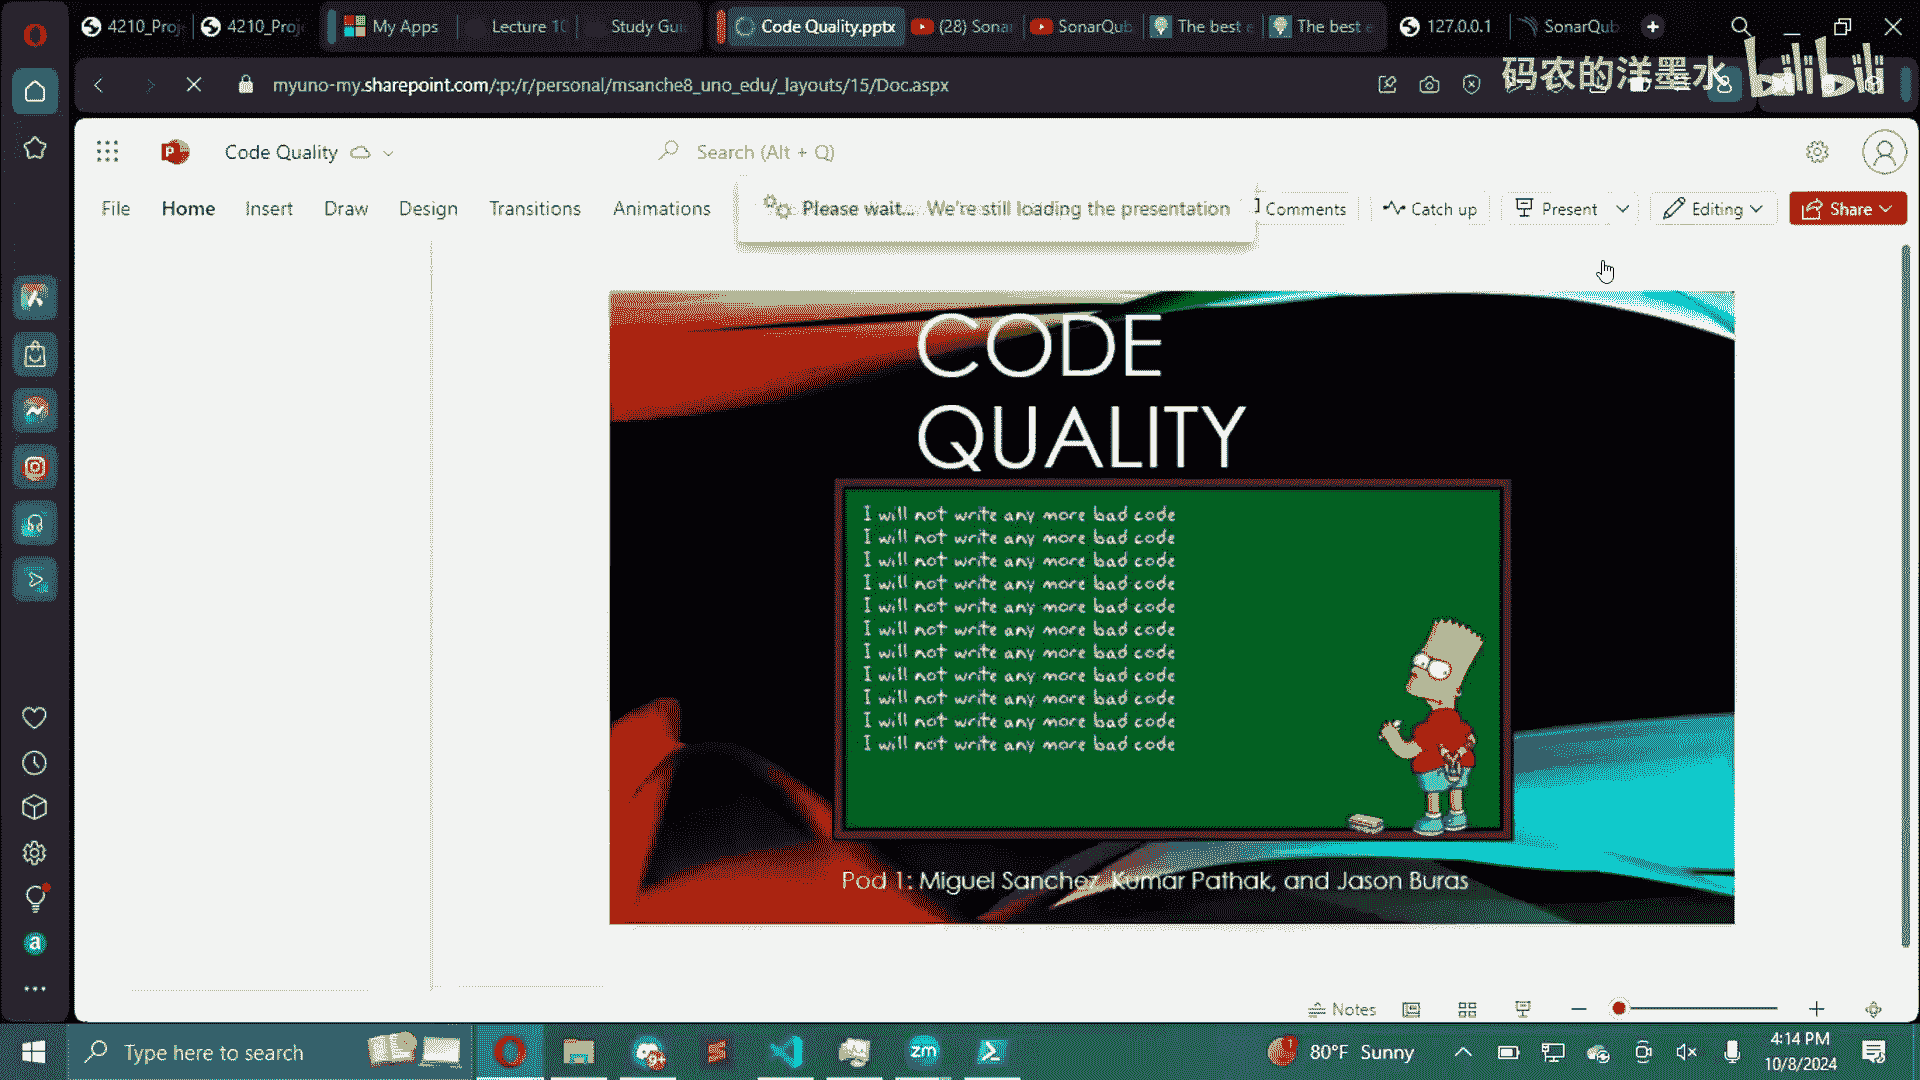 4210_Proj
4210_Proj
My Apps
Lecture 10
Study Gui
Code Quality.pptx
(28) Sona
SonarQub
The best e
The best e
127.0.0.1
SonarQub
myuno-my.sharepoint.com/:p:/r/personal/msanche8_uno_edu/_layouts/15/Doc.aspx
码农的洋墨水
bilibili
Code Quality
Search (Alt + Q)
File
Home
Insert
Draw
Design
Transitions
Animations
Please wait... We're still loading the presentation
Comments
Catch up
Present
Editing
Share
CODE
QUALITY
I will not write any more bad code
I will not write any more bad code
I will not write any more bad code
I will not write any more bad code
I will not write any more bad code
I will not write any more bad code
I will not write any more bad code
I will not write any more bad code
I will not write any more bad code
I will not write any more bad code
I will not write any more bad code
Pod 1: Miguel Sanchez, Kumar Pathak, and Jason Buras
Notes
Type here to search
zm
80°F Sunny
4:14 PM
10/8/2024